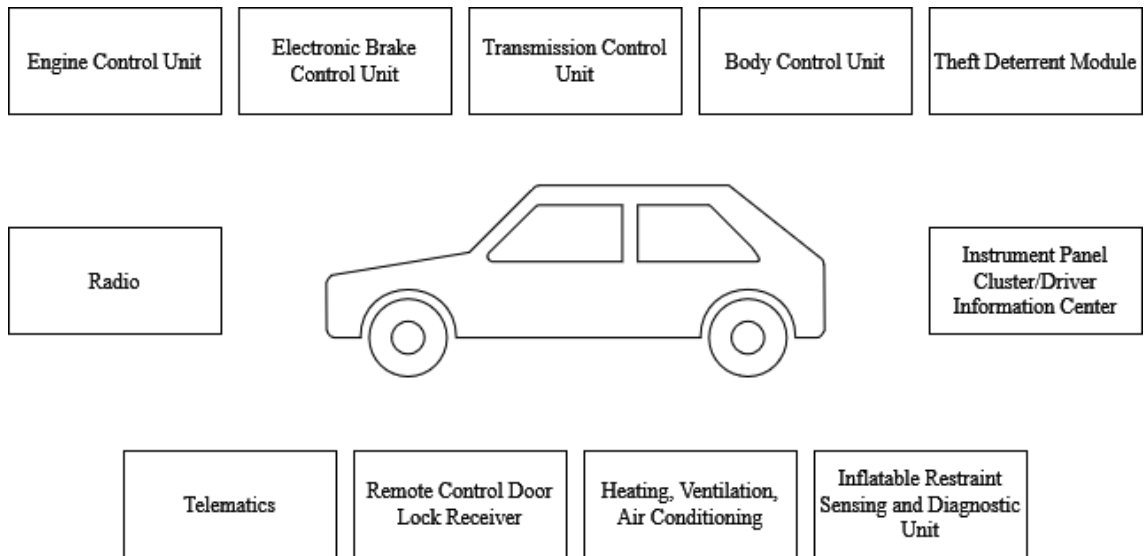 Engine Control Unit
Electronic Brake
Control Unit
Transmission Control
Unit
Body Control Unit
Theft Deterrent Module
Radio
Instrument Panel
Cluster/Driver
Information Center
Telematics
Remote Control Door
Lock Receiver
Heating, Ventilation,
Air Conditioning
Inflatable Restraint
Sensing and Diagnostic
Unit